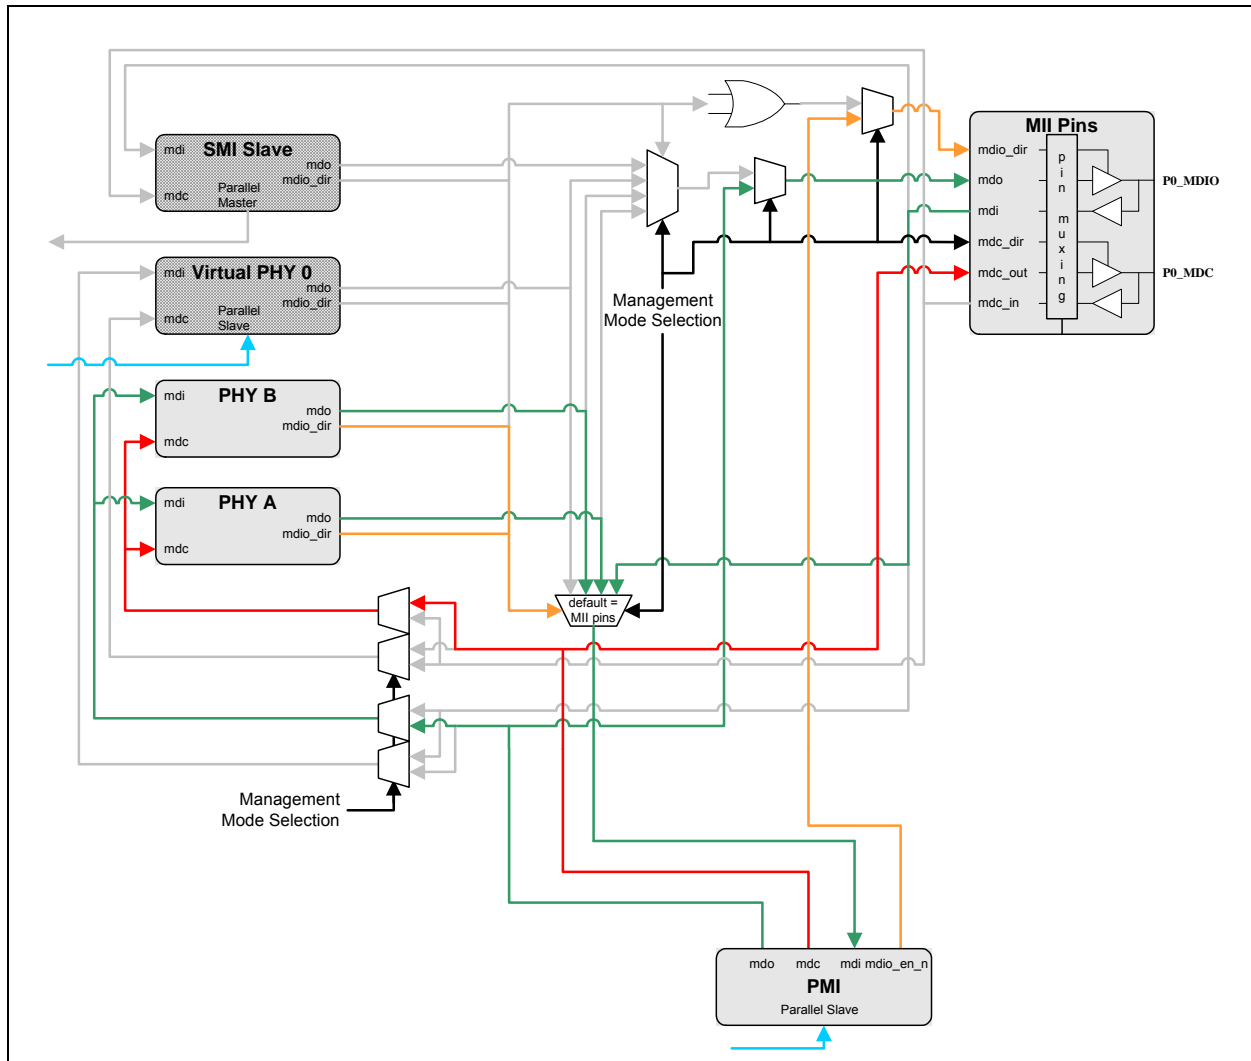 SMI Slave
mdi
mdo
mdio_dir
mdc
Parallel
Master
Virtual PHY 0
mdi
mdo
mdio_dir
mdc
Parallel
Slave
PHY B
mdi
mdo
mdio_dir
mdc
PHY A
mdi
mdo
mdio_dir
mdc
Management
Mode Selection
MII Pins
mdio_dir
mdo
mdi
mdc_dir
mdc_out
mdc_in
pin muxing
P0_MDIO
P0_MDC
default =
MII pins
Management
Mode Selection
mdo mdc mdi mdio_en_n
PMI
Parallel Slave